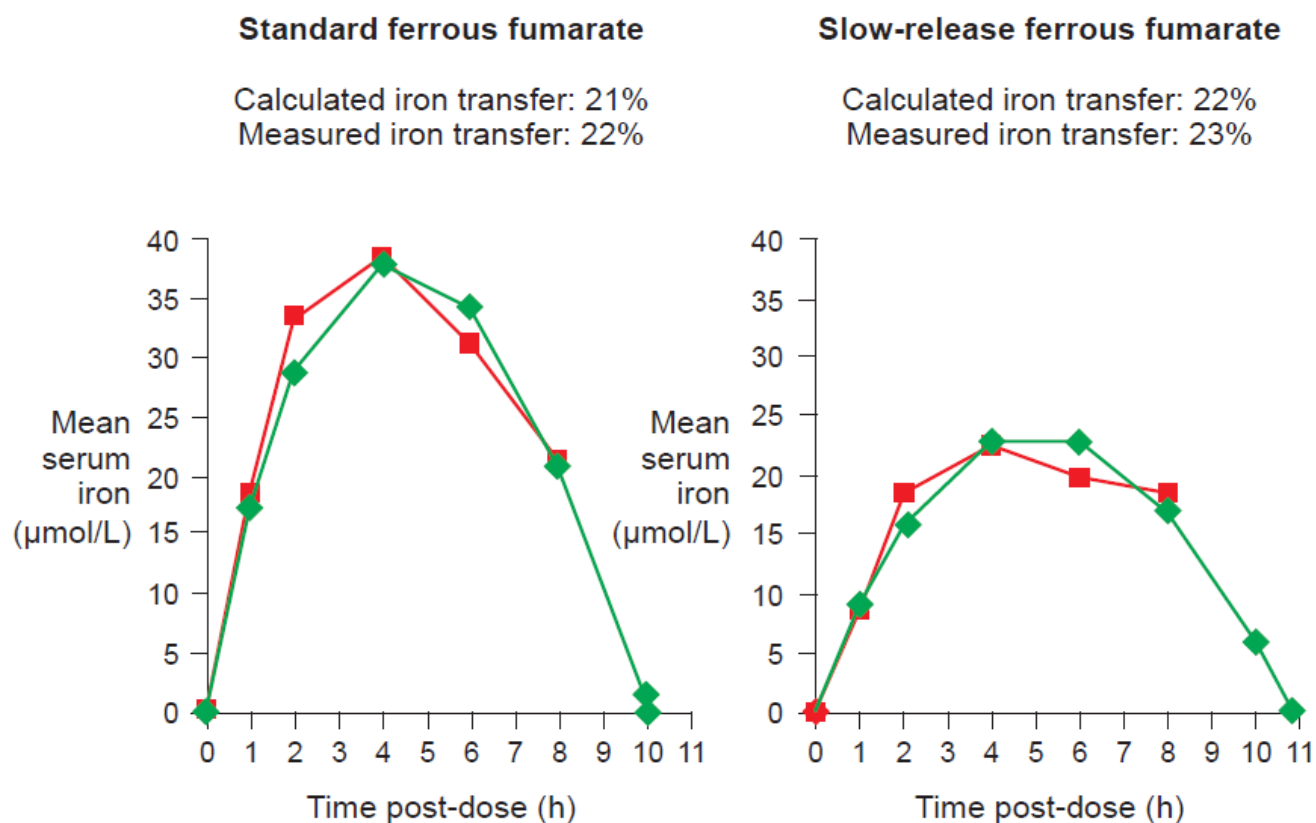 Standard ferrous fumarate
Calculated iron transfer: 21%
Measured iron transfer: 22%
40
35
30
25
20
15
10
5
0
Mean
serum
iron
(µmol/L)
0 1 2 3 4 5 6 7 8 9 10 11
Time post-dose (h)
Slow-release ferrous fumarate
Calculated iron transfer: 22%
Measured iron transfer: 23%
40
35
30
25
20
15
10
5
0
Mean
serum
iron
(µmol/L)
0 1 2 3 4 6 7 8 9 10 11
Time post-dose (h)